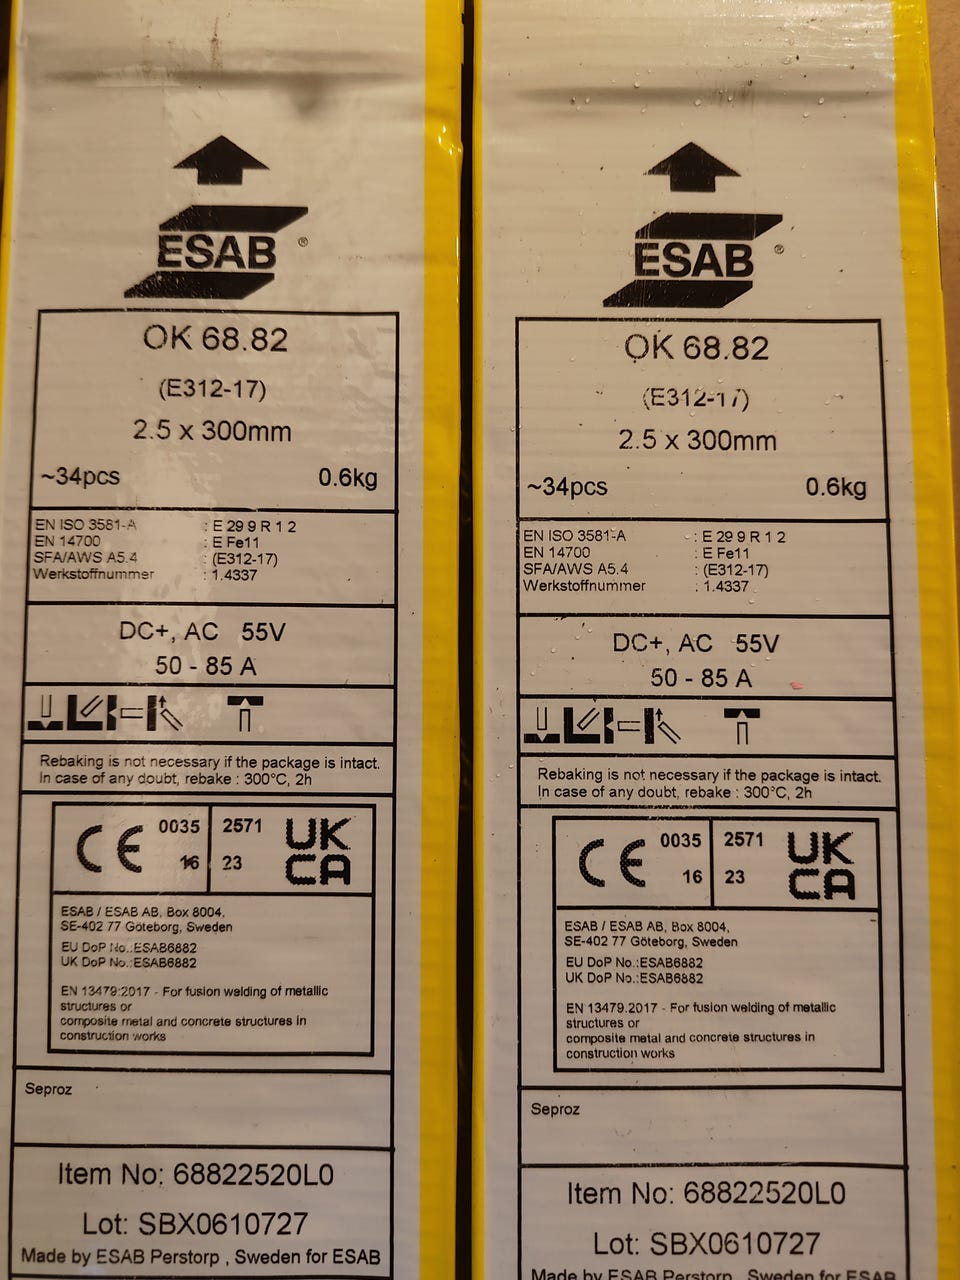 ESAB ®
OK 68.82
(E312-17)
2.5 x 300mm
~34pcs 0.6kg
EN ISO 3581-A : E 29 9 R 1 2
EN 14700 : E Fe11
SFA/AWS A5.4 : (E312-17)
Werkstoffnummer : 1.4337
DC+, AC 55V
50 - 85 A
Rebaking is not necessary if the package is intact.
In case of any doubt, rebake : 300°C, 2h
CE 0035 2571 UK
16 23 CA
ESAB / ESAB AB, Box 8004,
SE-402 77 Göteborg, Sweden
EU DoP No.:ESAB6882
UK DoP No.:ESAB6882
EN 13479:2017 - For fusion welding of metallic
structures or
composite metal and concrete structures in
construction works
Seproz
Item No: 68822520L0
Lot: SBX0610727
Made by ESAB Perstorp , Sweden for ESAB
ESAB ®
OK 68.82
(E312-17)
2.5 x 300mm
~34pcs 0.6kg
EN ISO 3581-A : E 29 9 R 1 2
EN 14700 : E Fe11
SFA/AWS A5.4 : (E312-17)
Werkstoffnummer : 1.4337
DC+, AC 55V
50 - 85 A
Rebaking is not necessary if the package is intact.
In case of any doubt, rebake : 300°C, 2h
CE 0035 2571 UK
16 23 CA
ESAB / ESAB AB, Box 8004,
SE-402 77 Göteborg, Sweden
EU DoP No.:ESAB6882
UK DoP No.:ESAB6882
EN 13479:2017 - For fusion welding of metallic
structures or
composite metal and concrete structures in
construction works
Seproz
Item No: 68822520L0
Lot: SBX0610727
Made by ESAB Perstorp , Sweden for ESAB